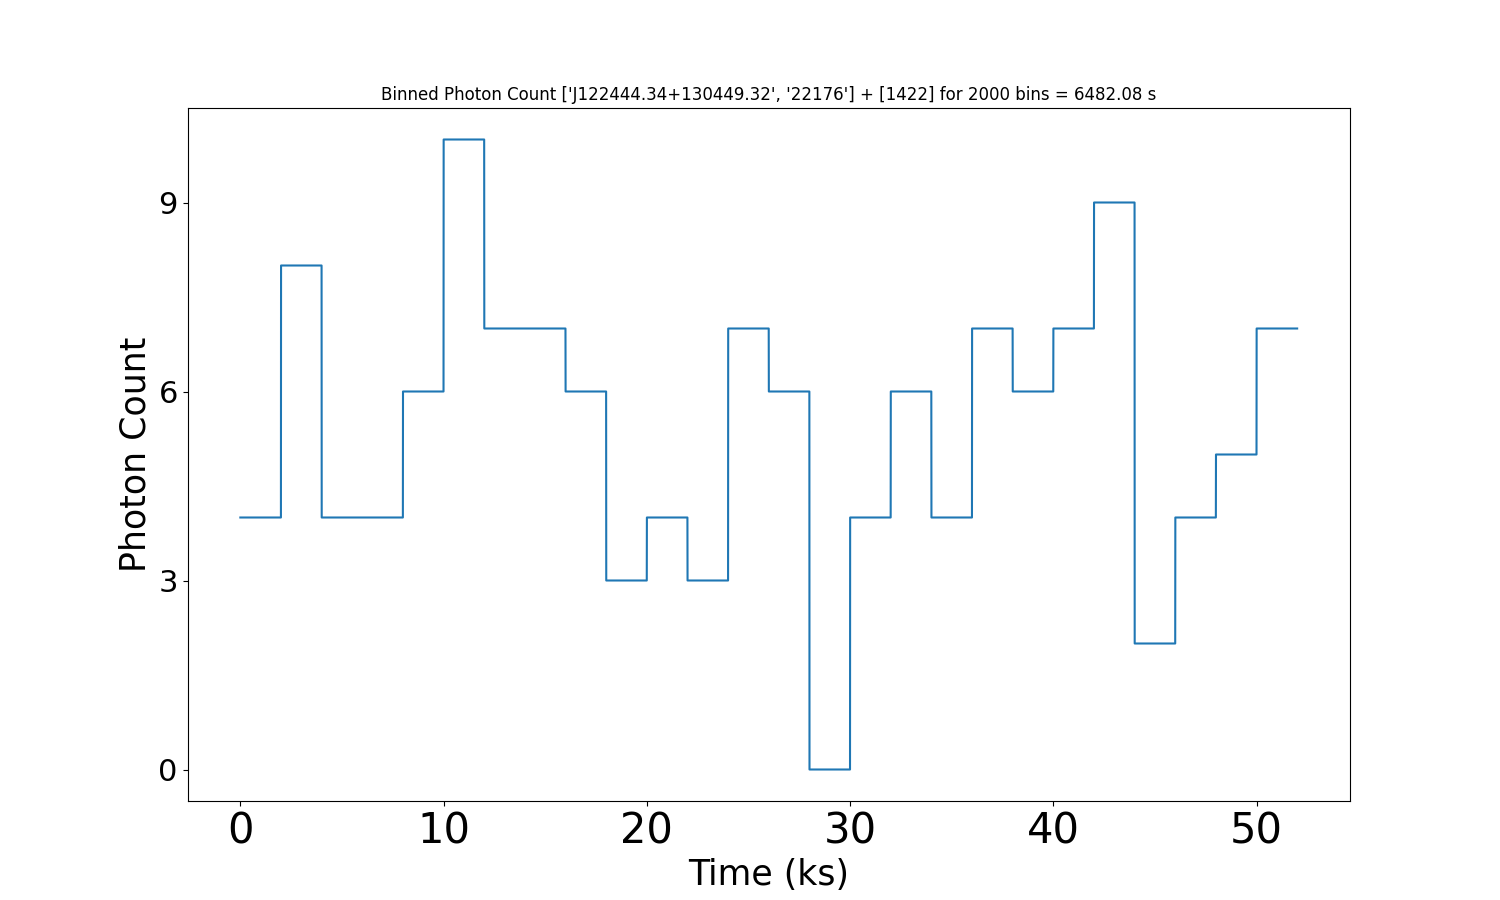 Binned Photon Count ['J122444.34+130449.32', '22176'] + [1422] for 2000 bins = 6482.08 s
Photon Count
9
6
3
0
0 10 20 30 40 50
Time (ks)